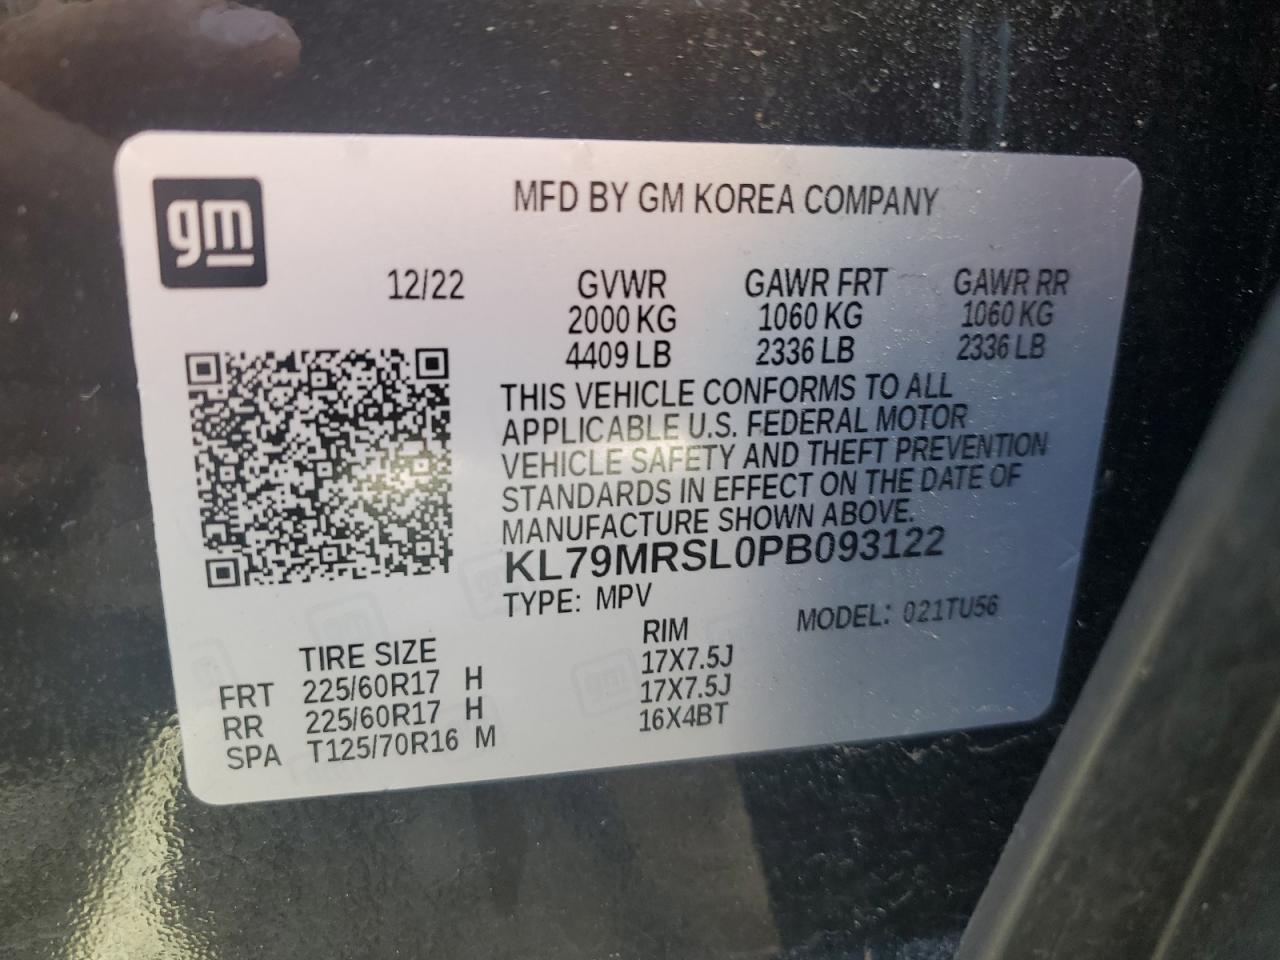 gm
MFD BY GM KOREA COMPANY
12/22 GVWR GAWR FRT GAWR RR
2000 KG 1060 KG 1060 KG
4409 LB 2336 LB 2336 LB
THIS VEHICLE CONFORMS TO ALL
APPLICABLE U.S. FEDERAL MOTOR
VEHICLE SAFETY AND THEFT PREVENTION
STANDARDS IN EFFECT ON THE DATE OF
MANUFACTURE SHOWN ABOVE.
KL79MRSL0PB093122
TYPE: MPV MODEL: 021TU56
TIRE SIZE RIM
FRT 225/60R17 H 17X7.5J
RR 225/60R17 H 17X7.5J
SPA T125/70R16 M 16X4BT